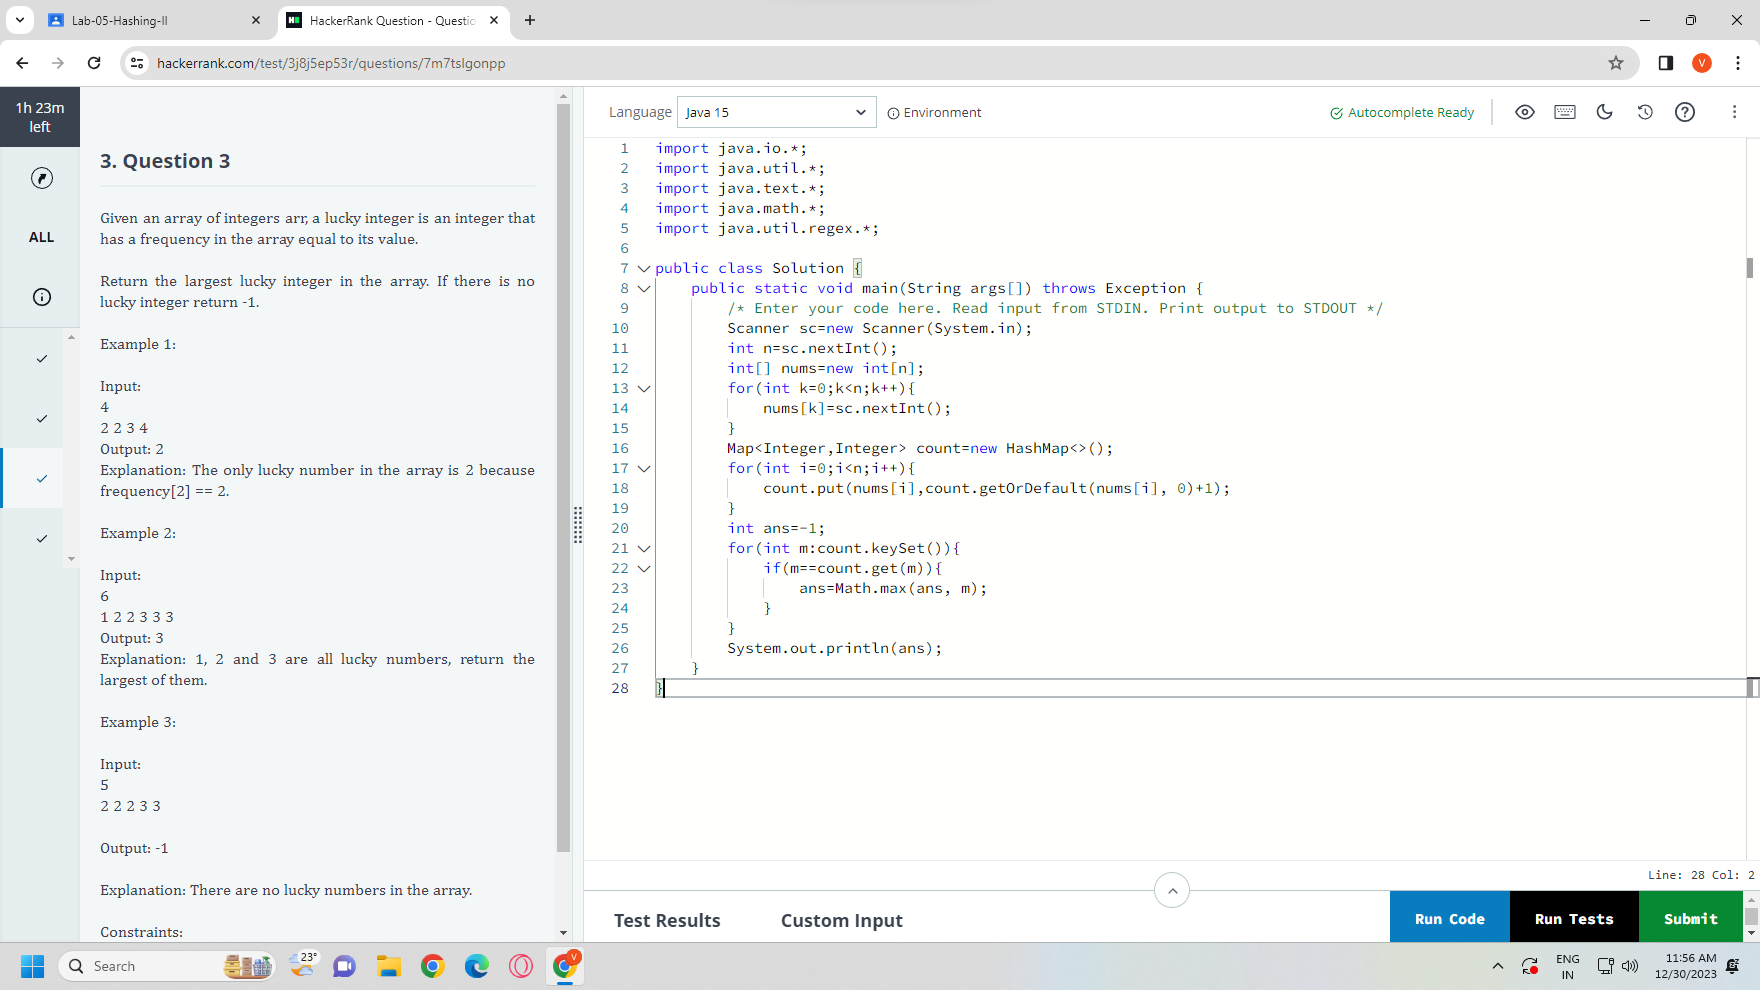 Lab-05-Hashing-II
HackerRank Question - Questio
hackerrank.com/test/3j8j5ep53r/questions/7m7tslgonpp
V
1h 23m
left
ALL
3. Question 3
Given an array of integers arr, a lucky integer is an integer that
has a frequency in the array equal to its value.
Return the largest lucky integer in the array. If there is no
lucky integer return -1.
Example 1:
Input:
4
2 2 3 4
Output: 2
Explanation: The only lucky number in the array is 2 because
frequency[2] == 2.
Example 2:
Input:
6
1 2 2 3 3 3
Output: 3
Explanation: 1, 2 and 3 are all lucky numbers, return the
largest of them.
Example 3:
Input:
5
2 2 2 3 3
Output: -1
Explanation: There are no lucky numbers in the array.
Constraints:
Language Java 15 Environment Autocomplete Ready
1 import java.io.*;
2 import java.util.*;
3 import java.text.*;
4 import java.math.*;
5 import java.util.regex.*;
6
7 public class Solution {
8 public static void main(String args[]) throws Exception {
9 /* Enter your code here. Read input from STDIN. Print output to STDOUT */
10 Scanner sc=new Scanner(System.in);
11 int n=sc.nextInt();
12 int[] nums=new int[n];
13 for(int k=0;k<n;k++){
14 nums[k]=sc.nextInt();
15 }
16 Map<Integer,Integer> count=new HashMap<>();
17 for(int i=0;i<n;i++){
18 count.put(nums[i],count.getOrDefault(nums[i], 0)+1);
19 }
20 int ans=-1;
21 for(int m:count.keySet()){
22 if(m==count.get(m)){
23 ans=Math.max(ans, m);
24 }
25 }
26 System.out.println(ans);
27 }
28 }
Line: 28 Col: 2
Test Results Custom Input Run Code Run Tests Submit
Search 23° V ENG 11:56 AM
IN 12/30/2023